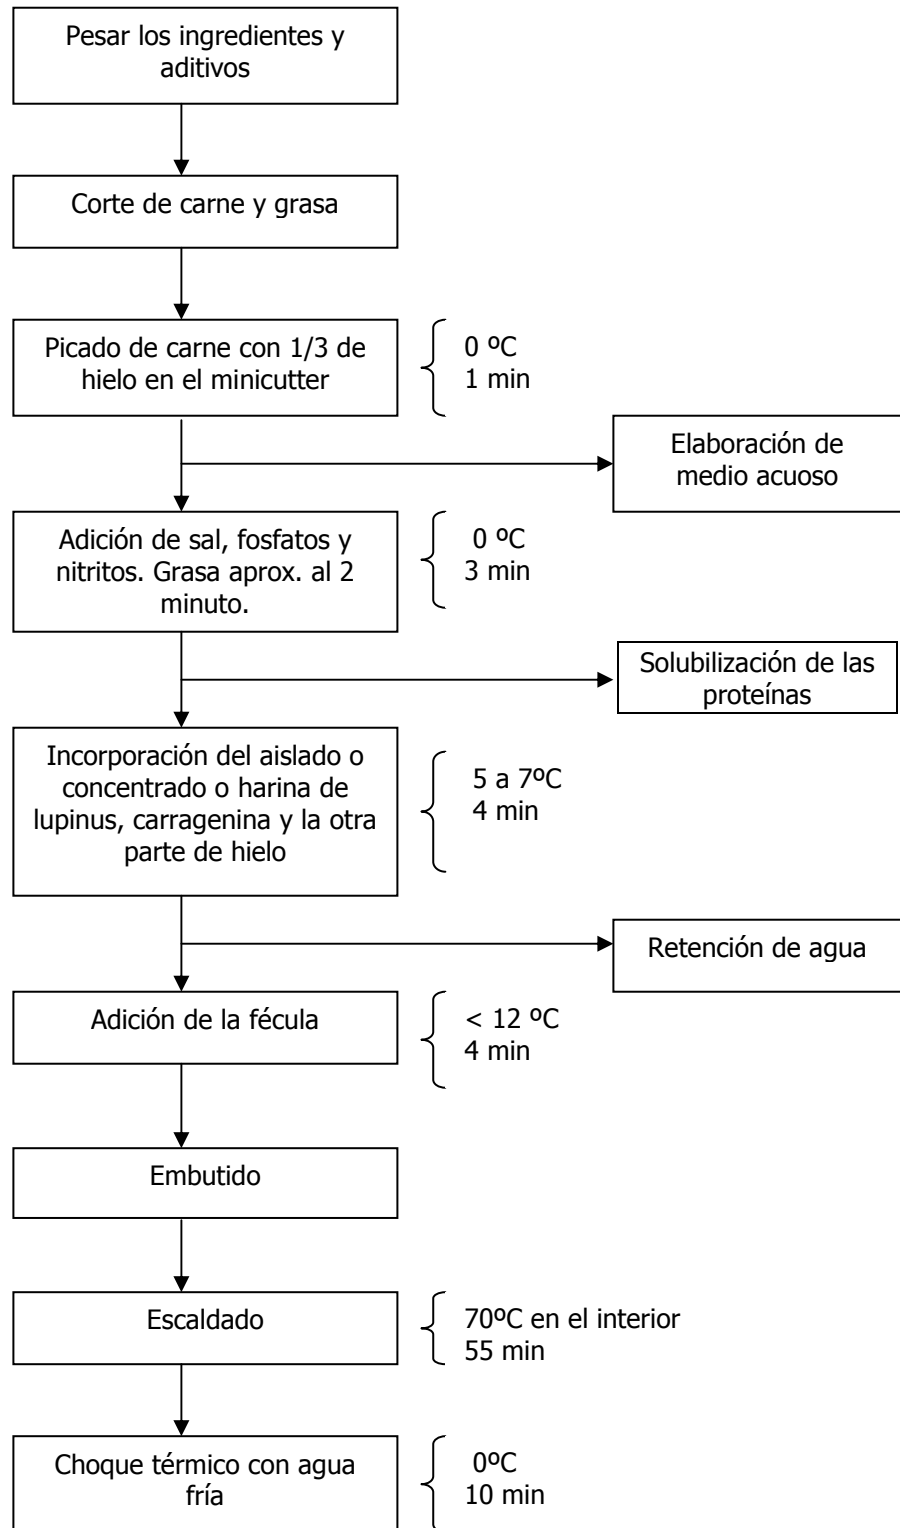 Pesar los ingredientes y
aditivos
Corte de carne y grasa
Picado de carne con 1/3 de
hielo en el minicutter
0 ºC
1 min
Elaboración de
medio acuoso
Adición de sal, fosfatos y
nitritos. Grasa aprox. al 2
minuto.
0 ºC
3 min
Solubilización de las
proteínas
Incorporación del aislado o
concentrado o harina de
lupinus, carragenina y la otra
parte de hielo
5 a 7ºC
4 min
Retención de agua
Adición de la fécula
< 12 ºC
4 min
Embutido
Escaldado
70ºC en el interior
55 min
Choque térmico con agua
fría
0ºC
10 min